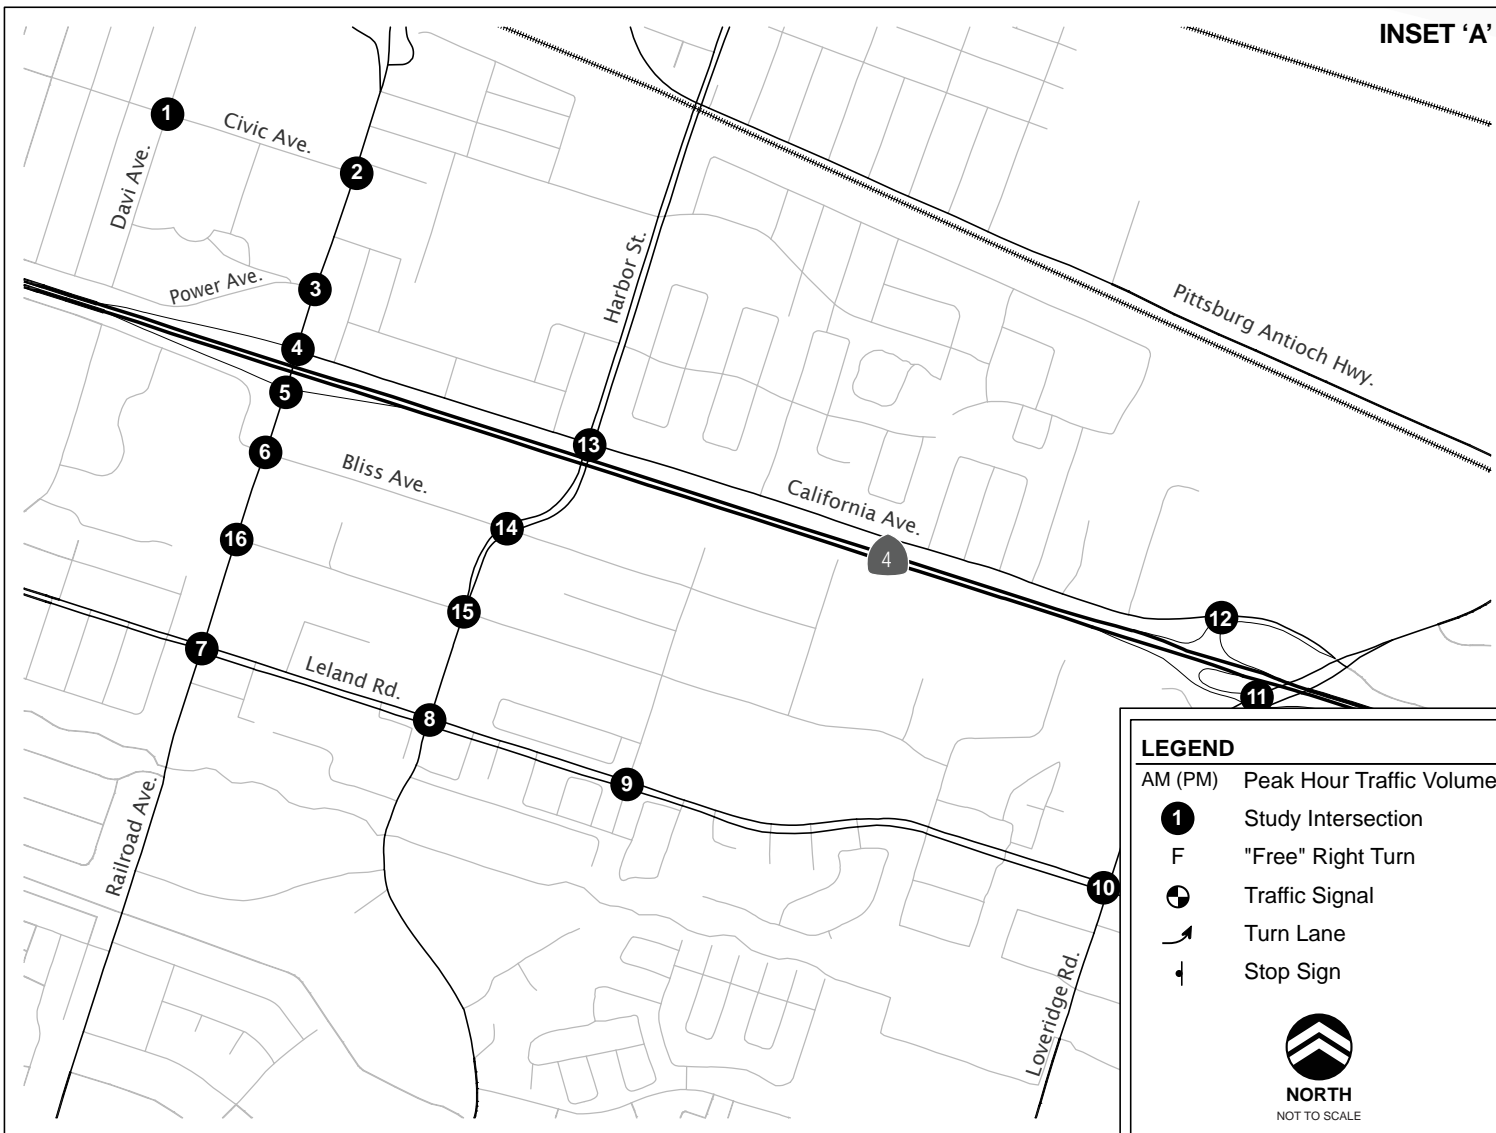 INSET ‘A’
1
Civic Ave.
2
Davi Ave.
Harbor St.
Power Ave.
3
Pittsburg Antioch Hwy.
4
5
13
6
Bliss Ave.
California Ave.
14
16
4
15
12
7
Leland Rd.
11
8
9
Railroad Ave.
10
Loveridge Rd.
LEGEND
AM (PM) Peak Hour Traffic Volume
1 Study Intersection
F "Free" Right Turn
Traffic Signal
Turn Lane
Stop Sign
NORTH
NOT TO SCALE